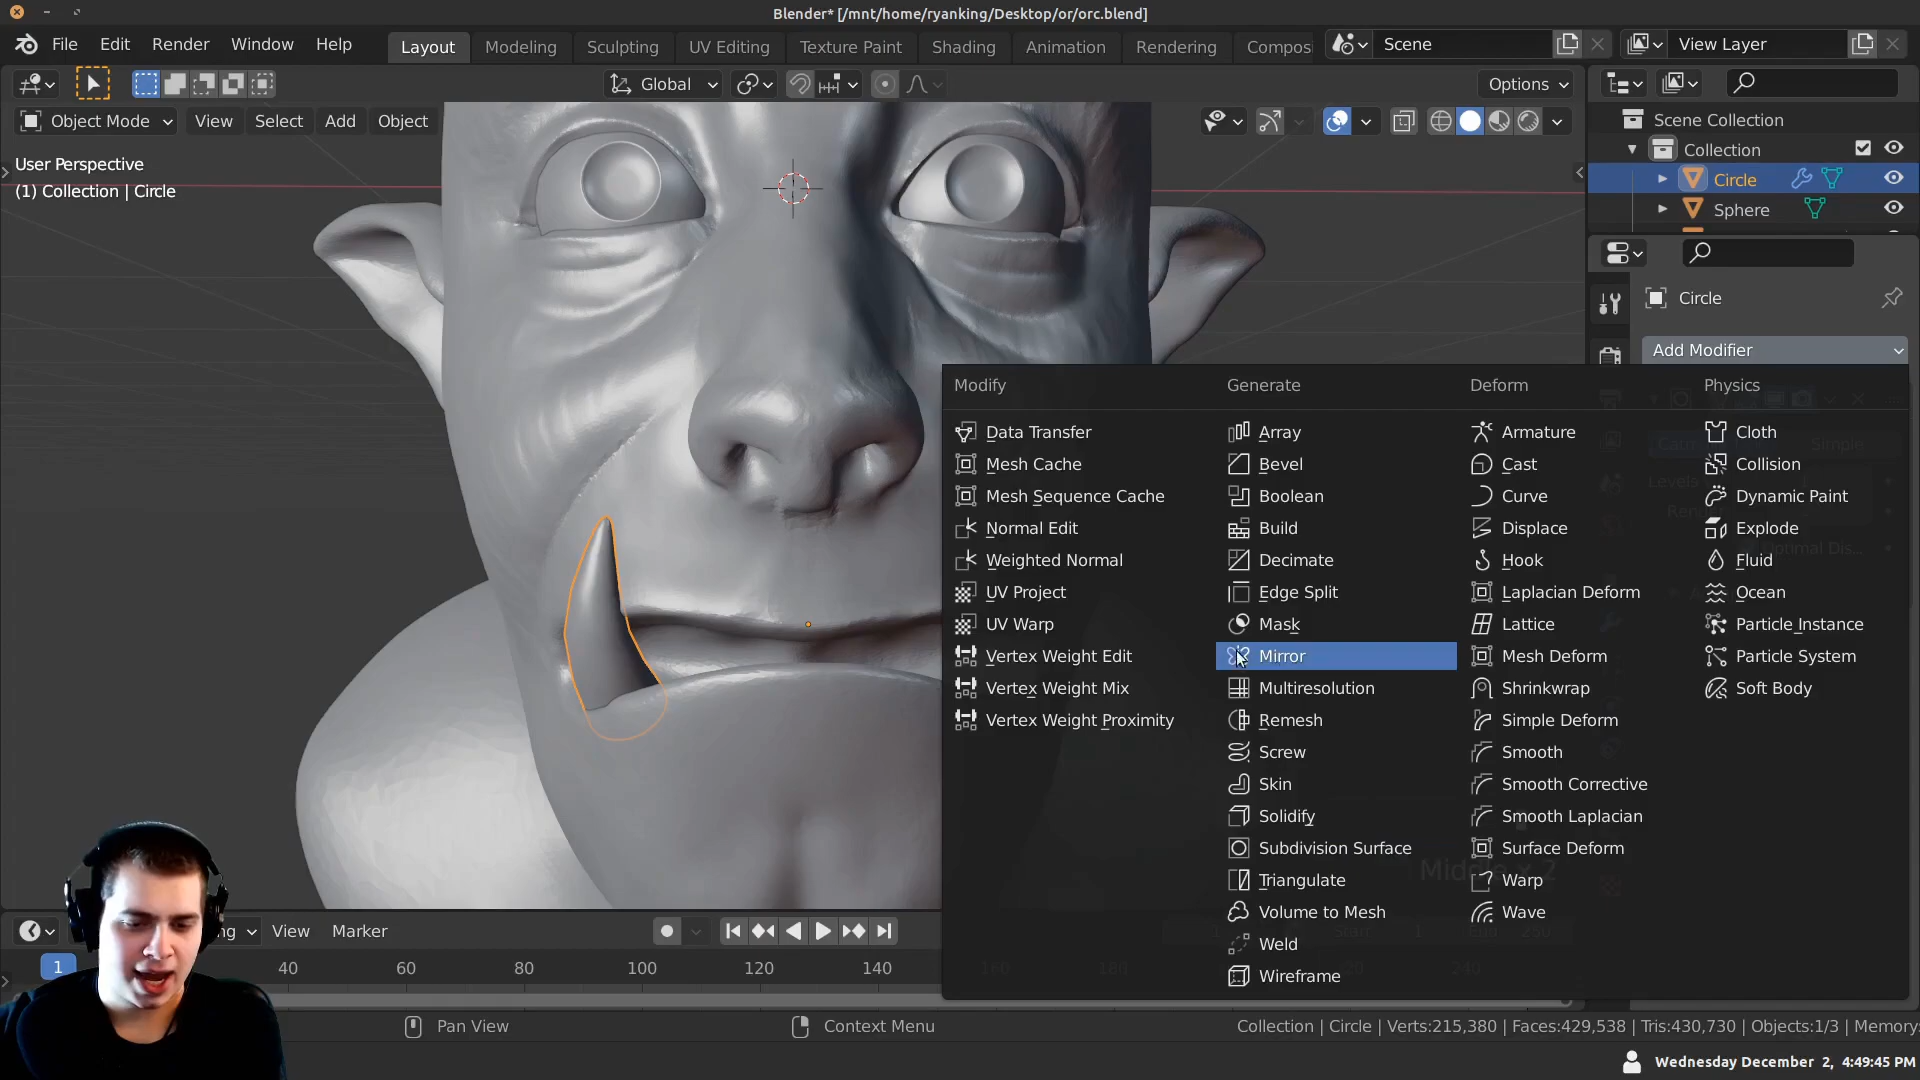 Blender* [/mnt/home/ryanking/Desktop/or/orc.blend]
File Edit Render Window Help Layout Modeling Sculpting UV Editing Texture Paint Shading Animation Rendering Compos Scene View Layer
Global Options
Object Mode View Select Add Object
Scene Collection
Collection
User Perspective
(1) Collection | Circle
Circle
Sphere
Circle
Add Modifier
Modify Generate Deform Physics
Data Transfer Array Armature Cloth
Mesh Cache Bevel Cast Collision
Mesh Sequence Cache Boolean Curve Dynamic Paint
Normal Edit Build Displace Explode
Weighted Normal Decimate Hook Fluid
UV Project Edge Split Laplacian Deform Ocean
UV Warp Mask Lattice Particle Instance
Vertex Weight Edit Mirror Mesh Deform Particle System
Vertex Weight Mix Multiresolution Shrinkwrap Soft Body
Vertex Weight Proximity Remesh Simple Deform
Screw Smooth
Skin Smooth Corrective
Solidify Smooth Laplacian
Subdivision Surface Surface Deform
Triangulate Warp
Volume to Mesh Wave
Weld
Wireframe
ng View Marker
1 40 60 80 100 120 140
Pan View Context Menu Collection | Circle | Verts:215,380 | Faces:429,538 | Tris:430,730 | Objects:1/3 | Memory
Wednesday December 2, 4:49:45 PM